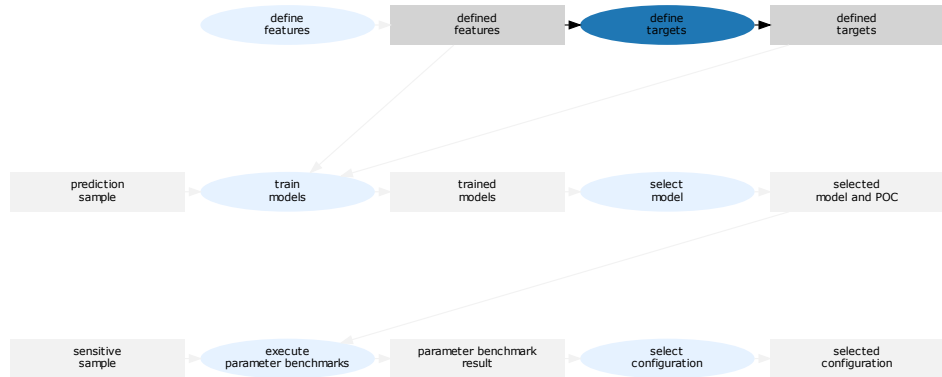 define
features
defined
features
define
targets
defined
targets
prediction
sample
train
models
trained
models
select
model
selected
model and POC
sensitive
sample
execute
parameter benchmarks
parameter benchmark
result
select
configuration
selected
configuration